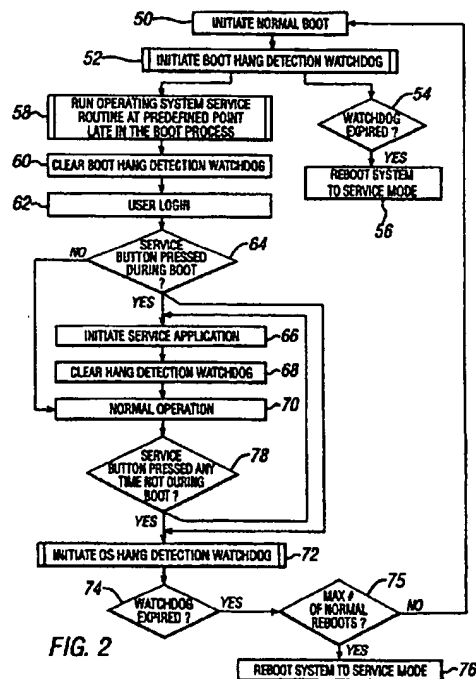 50
INITIATE NORMAL BOOT
52
INITIATE BOOT HANG DETECTION WATCHDOG
58
RUN OPERATING SYSTEM SERVICE
ROUTINE AT PREDEFINED POINT
LATE IN THE BOOT PROCESS
54
WATCHDOG
EXPIRED ?
YES
60
CLEAR BOOT HANG DETECTION WATCHDOG
REBOOT SYSTEM
TO SERVICE MODE
56
62
USER LOGIN
NO
SERVICE
BUTTON PRESSED
DURING BOOT
?
64
YES
INITIATE SERVICE APPLICATION
66
CLEAR HANG DETECTION WATCHDOG
68
NORMAL OPERATION
70
SERVICE
BUTTON PRESSED ANY
TIME NOT DURING
BOOT ?
78
YES
INITIATE OS HANG DETECTION WATCHDOG
72
74
WATCHDOG
EXPIRED ?
YES
75
MAX #
OF NORMAL
REBOOTS ?
NO
YES
FIG. 2
REBOOT SYSTEM TO SERVICE MODE
76